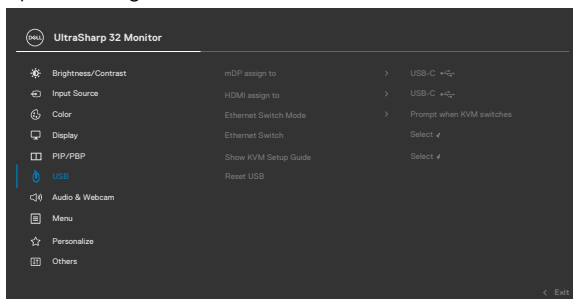 DELL UltraSharp 32 Monitor
Brightness/Contrast mDP assign to > USB-C
Input Source HDMI assign to > USB-C
Color Ethernet Switch Mode > Prompt when KVM switches
Display Ethernet Switch Select
PIP/PBP Show KVM Setup Guide Select
USB Reset USB
Audio & Webcam
Menu
Personalize
Others
< Exit